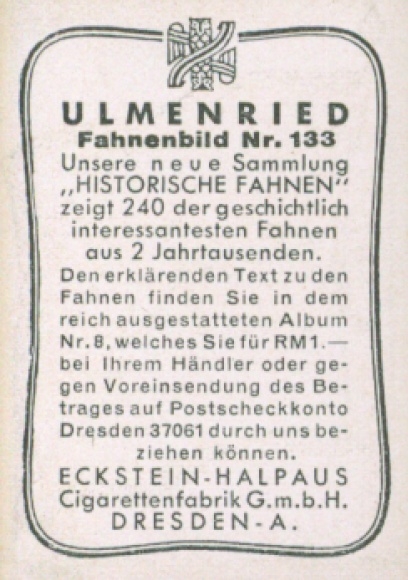 ULMENRIED
Fahnenbild Nr. 133
Unsere neue Sammlung
„HISTORISCHE FAHNEN“
zeigt 240 der geschichtlich
interessantesten Fahnen
aus 2 Jahrtausenden.
Den erklärenden Text zu den
Fahnen finden Sie in dem
reich ausgestatteten Album
Nr. 8, welches Sie für RM 1.—
bei Ihrem Händler oder ge-
gen Voreinsendung des Be-
trages auf Postscheckkonto
Dresden 37061 durch uns be-
ziehen können.
ECKSTEIN-HALPAUS
Cigarettenfabrik G.m.b.H.
DRESDEN-A.